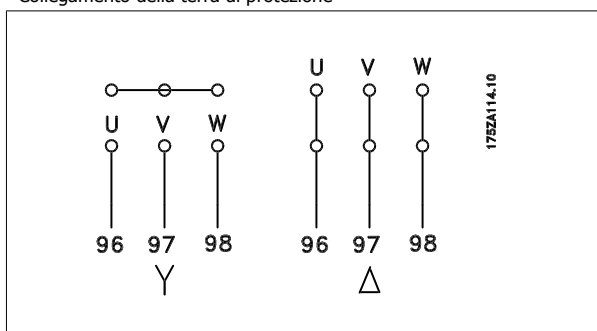 Collegamento della terra di protezione
U V W
U V W
96 97 98
96 97 98
Y Δ
175ZA114.10